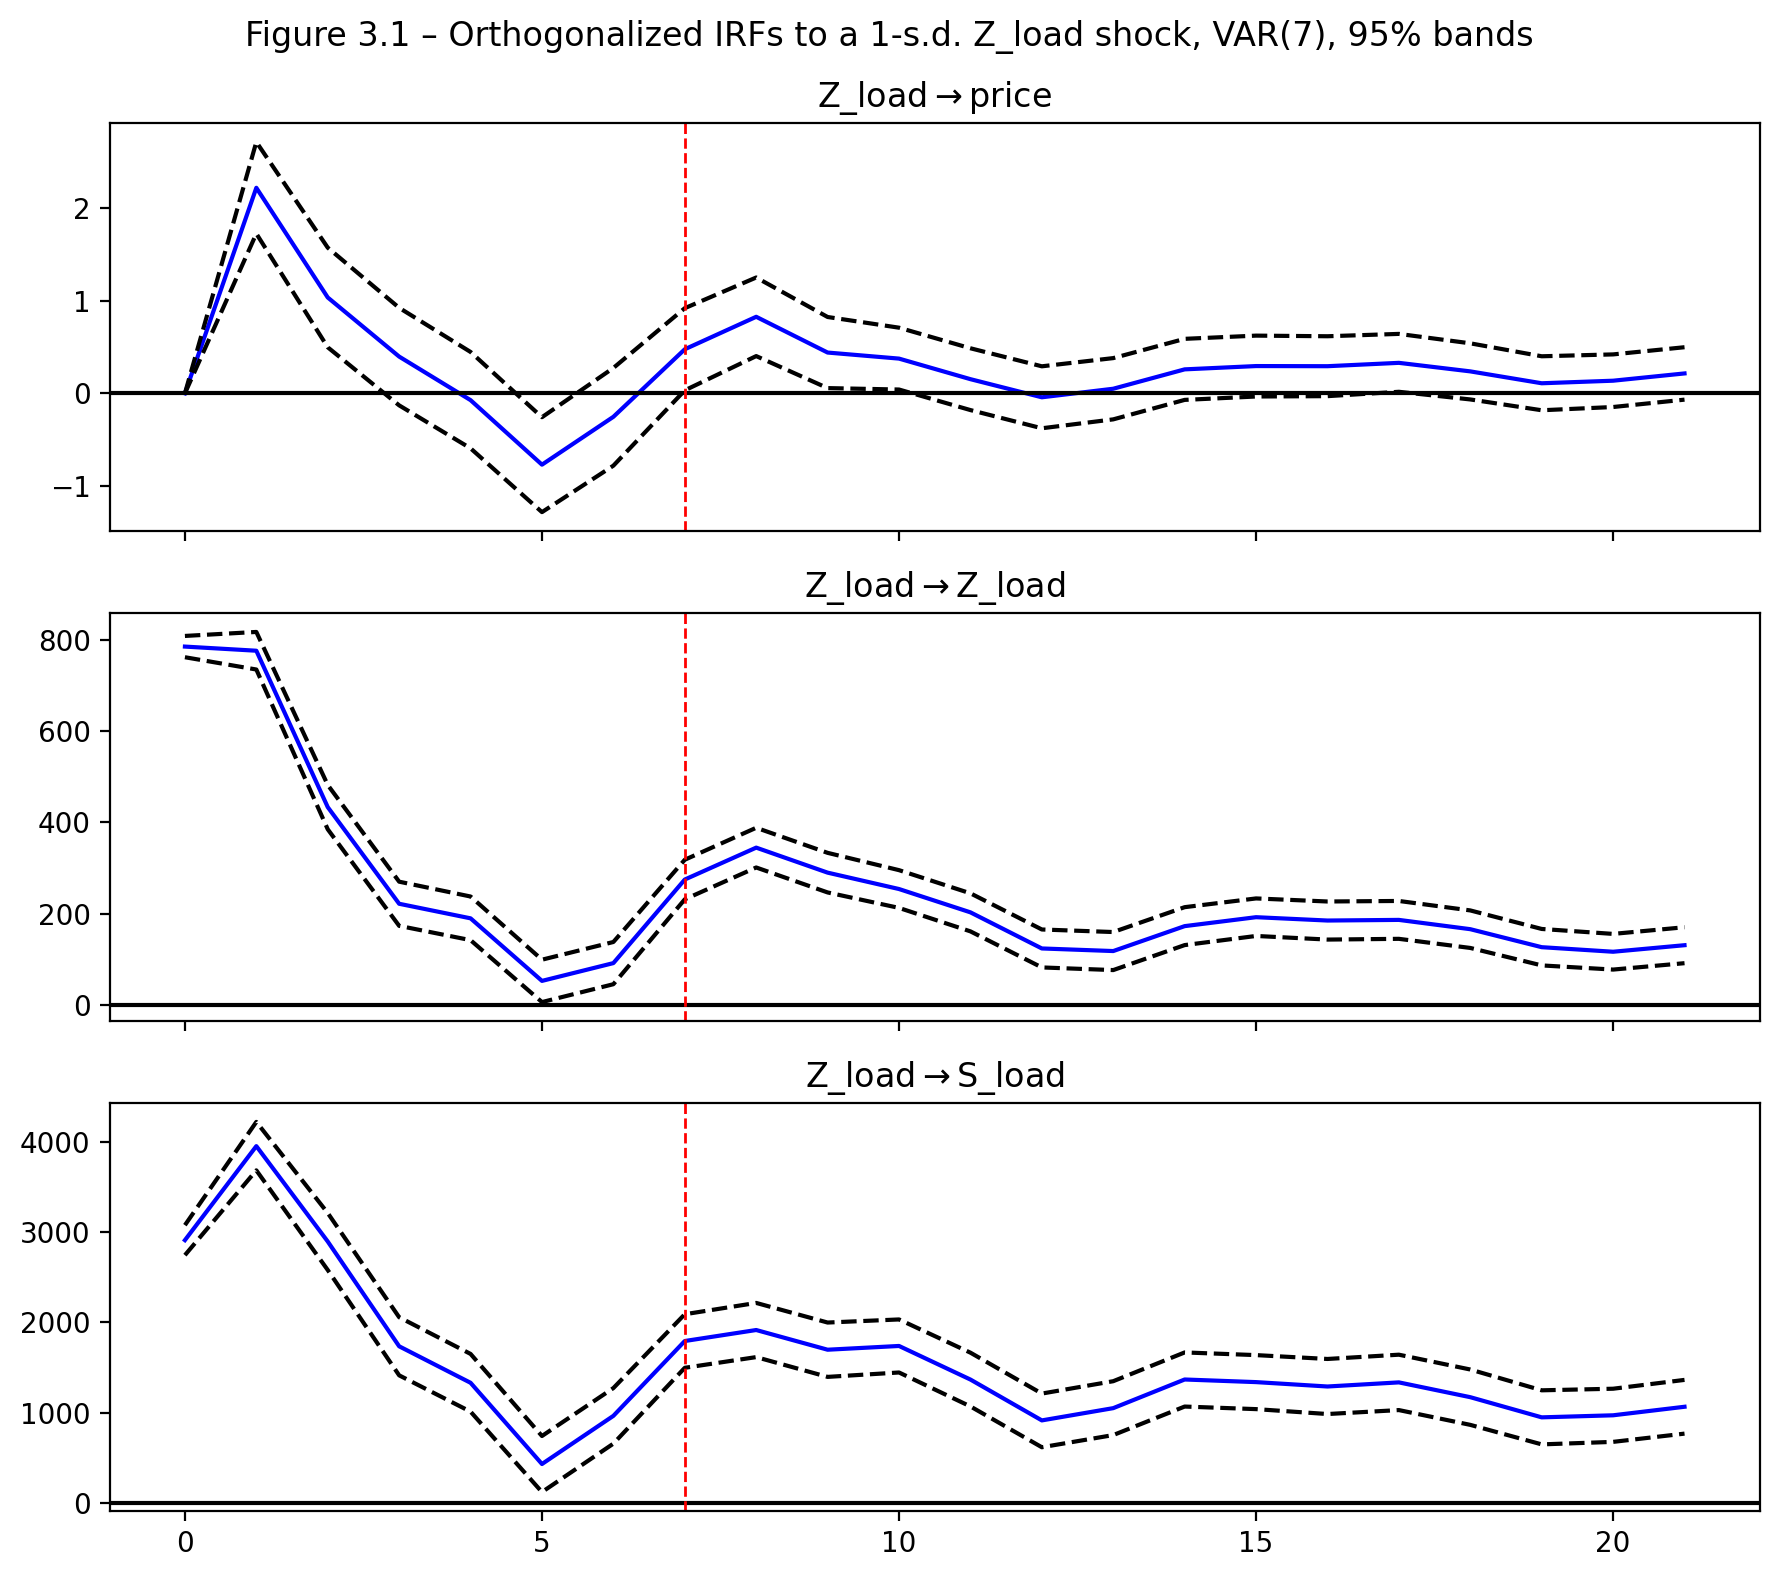 Figure 3.1 – Orthogonalized IRFs to a 1-s.d. Z_load shock, VAR(7), 95% bands
Z_load→price
2
1
0
−1
Z_load→Z_load
800
600
400
200
0
Z_load→S_load
4000
3000
2000
1000
0
0 5 10 15 20